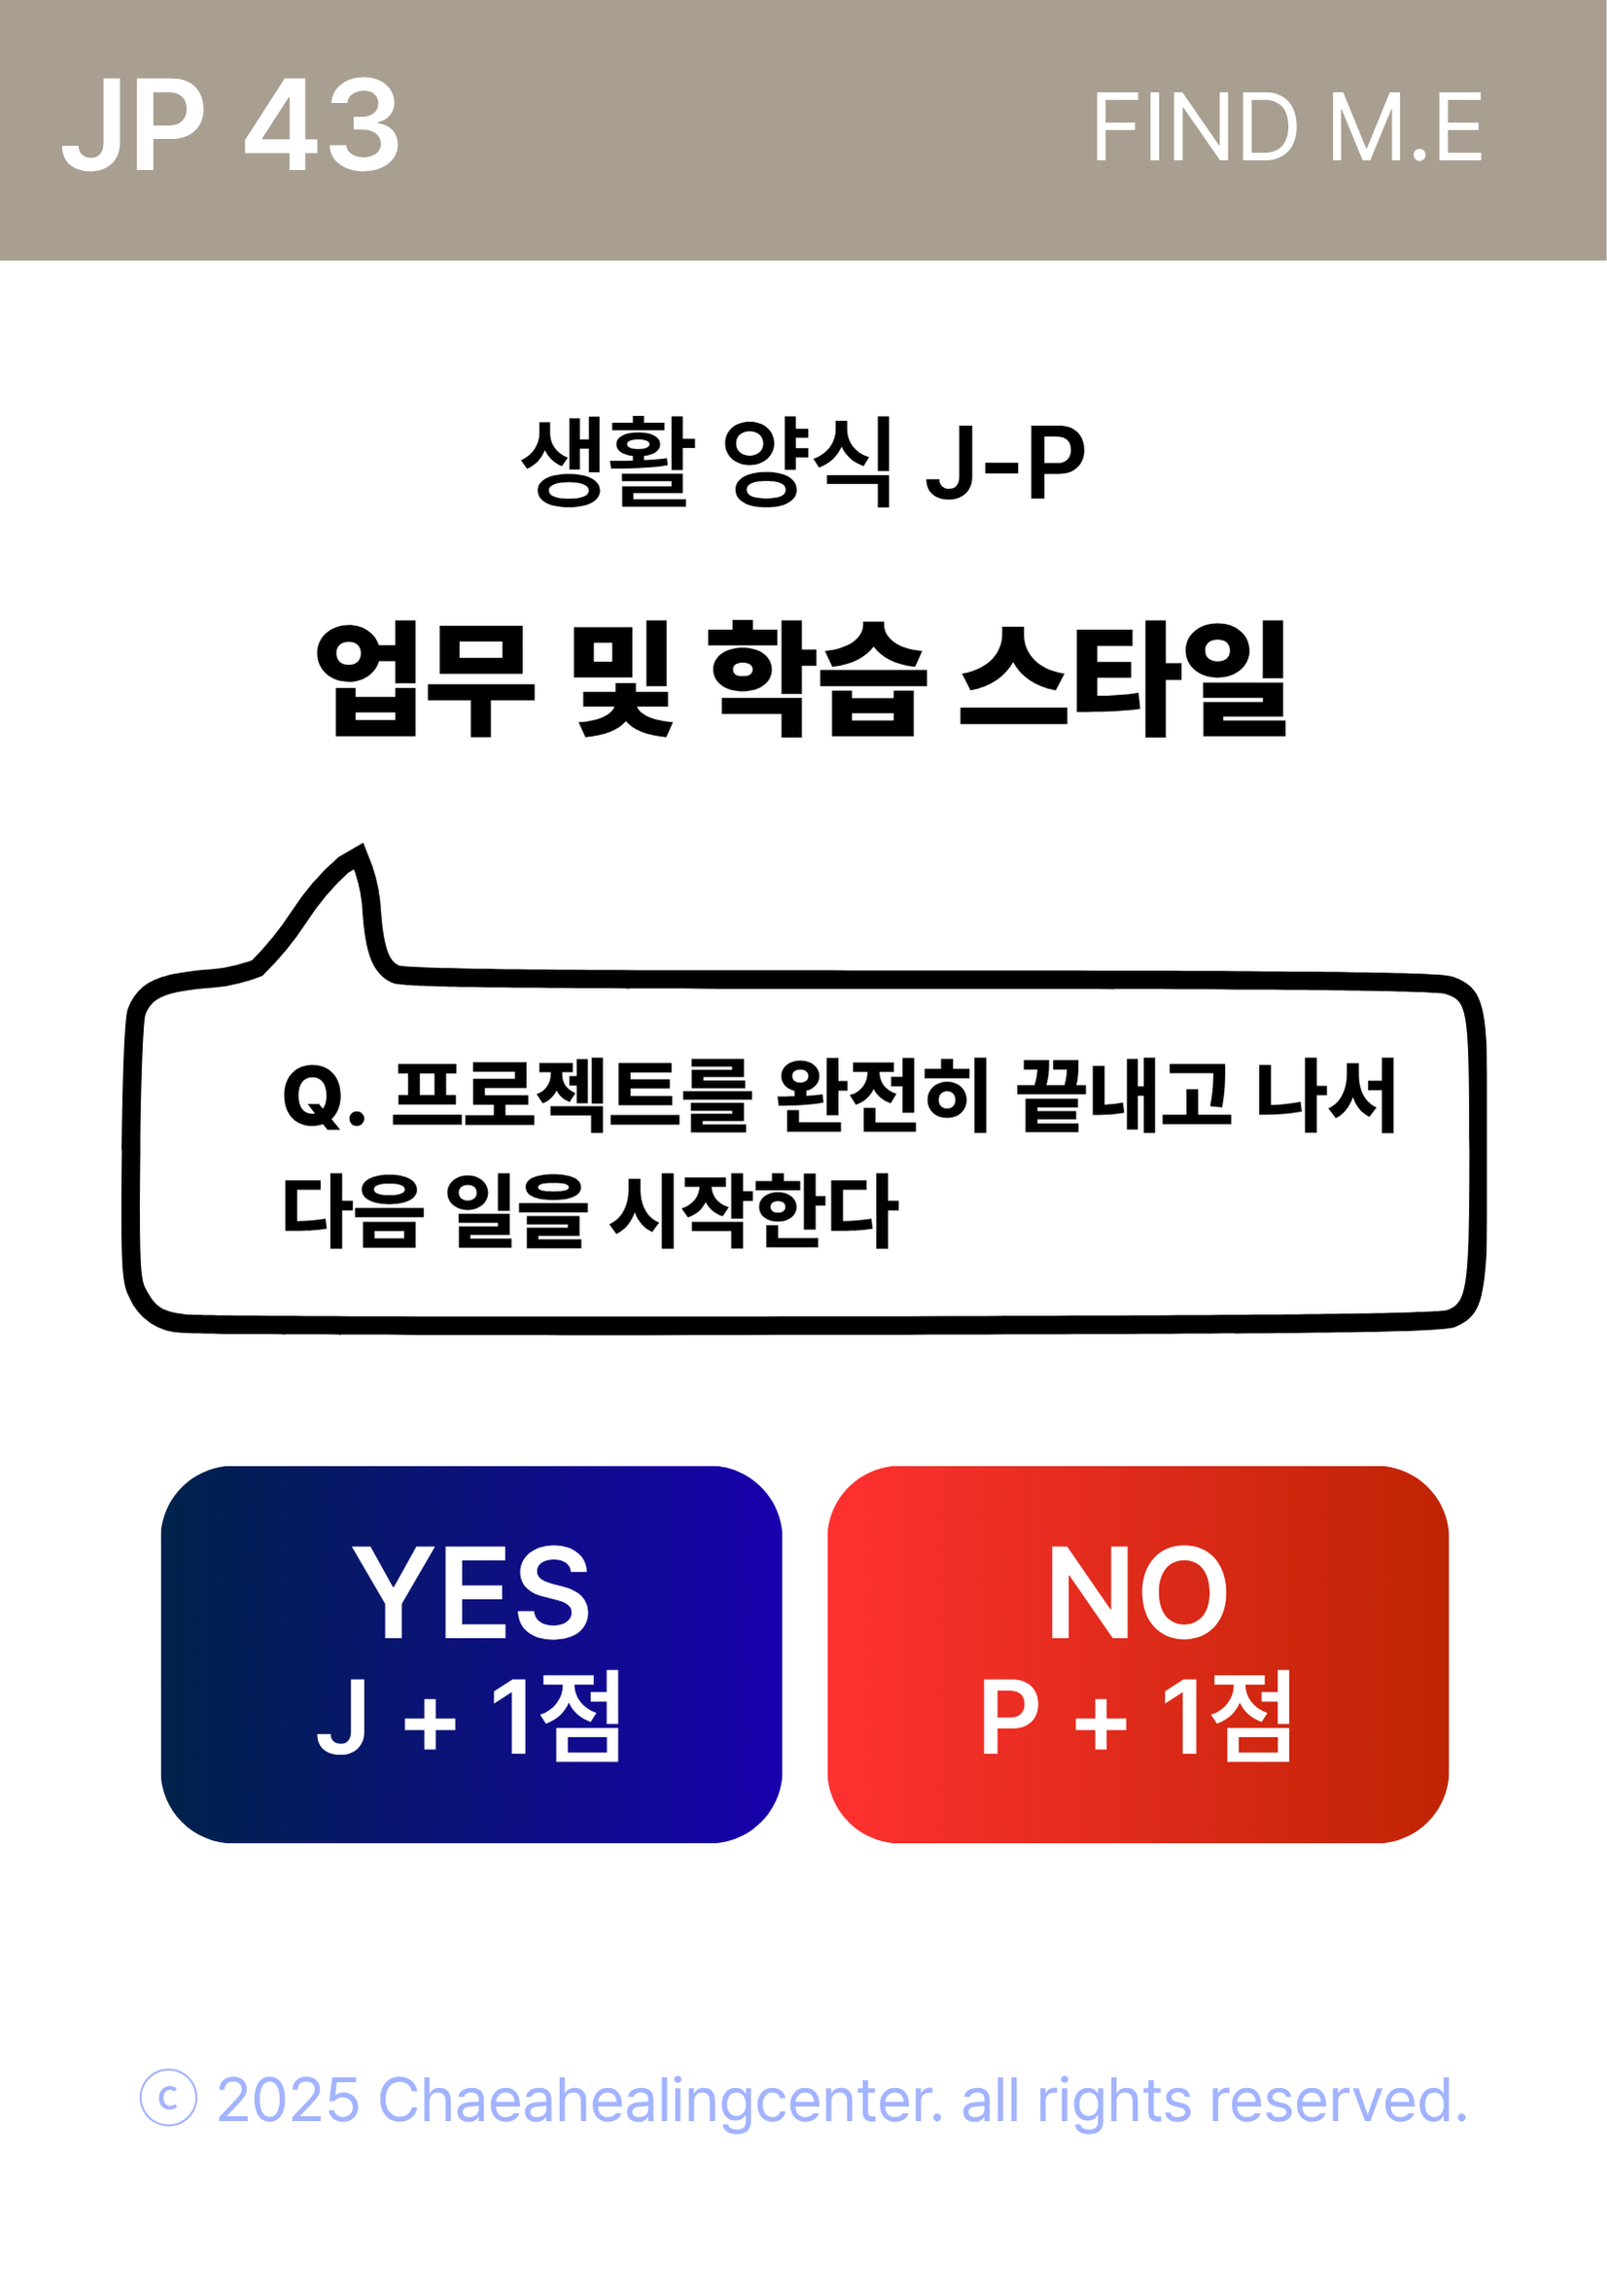 JP 43
FIND M.E
생활 양식 J-P
업무 및 학습 스타일
Q. 프로젝트를 완전히 끝내고 나서
다음 일을 시작한다
YES
J + 1점
NO
P + 1점
© 2025 Chaeahealingcenter. all rights reserved.